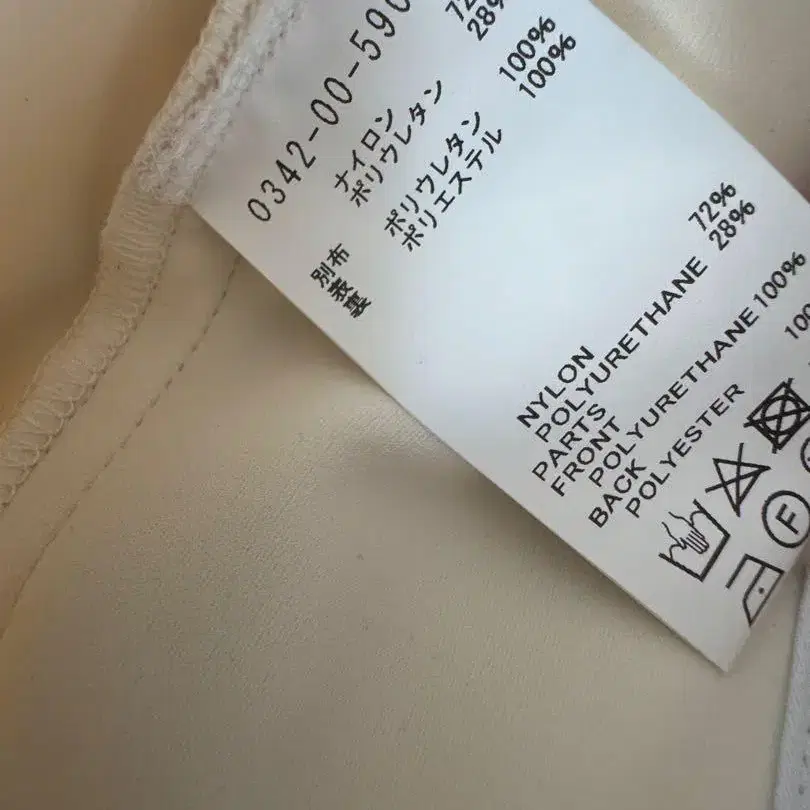 0342-00-590
ナイロン 72%
ポリウレタン 28%
別布
表 ポリウレタン 100%
裏 ポリエステル 100%
NYLON 72%
POLYURETHANE 28%
PARTS
FRONT
POLYURETHANE 100%
BACK
POLYESTER 100
F